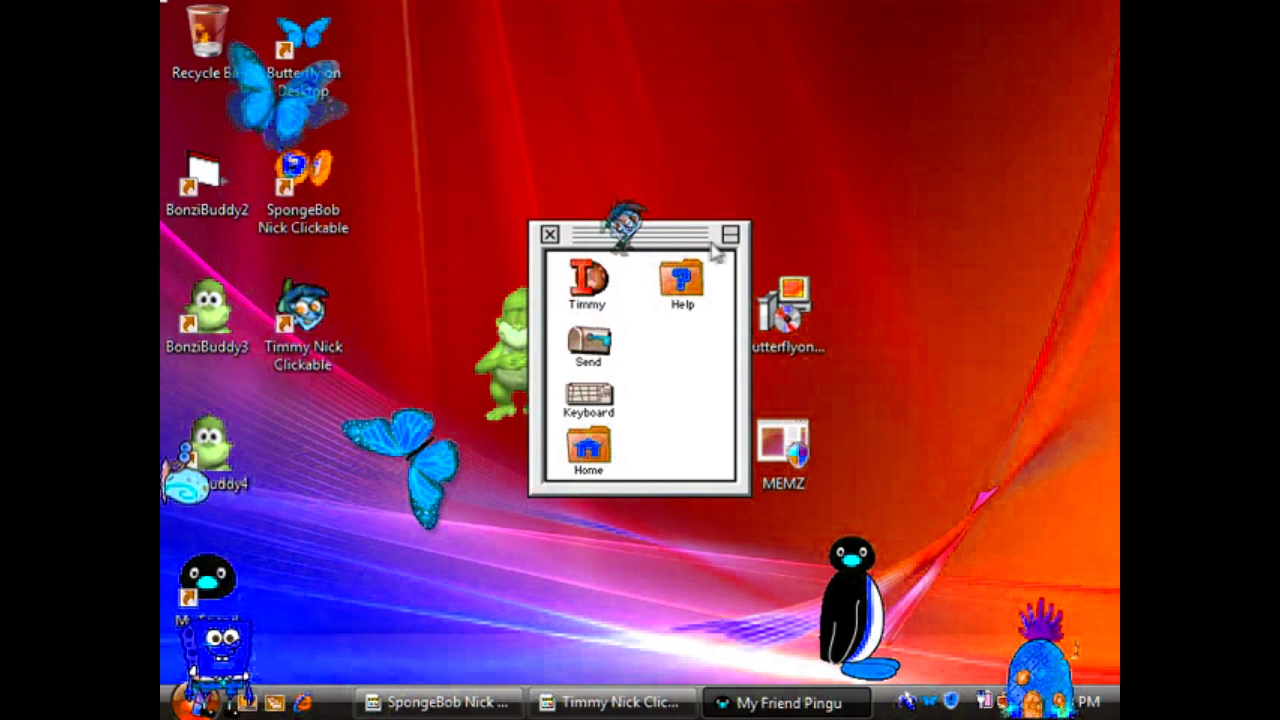 Recycle
Butterfly on
Desktop
BonziBuddy2
SpongeBob
Nick Clickable
BonziBuddy3
Timmy Nick
Clickable
uddy4
Timmy
Help
Send
Keyboard
Home
utterflyon...
MEMZ
SpongeBob Nick ...
Timmy Nick Clic...
My Friend Pingu
PM